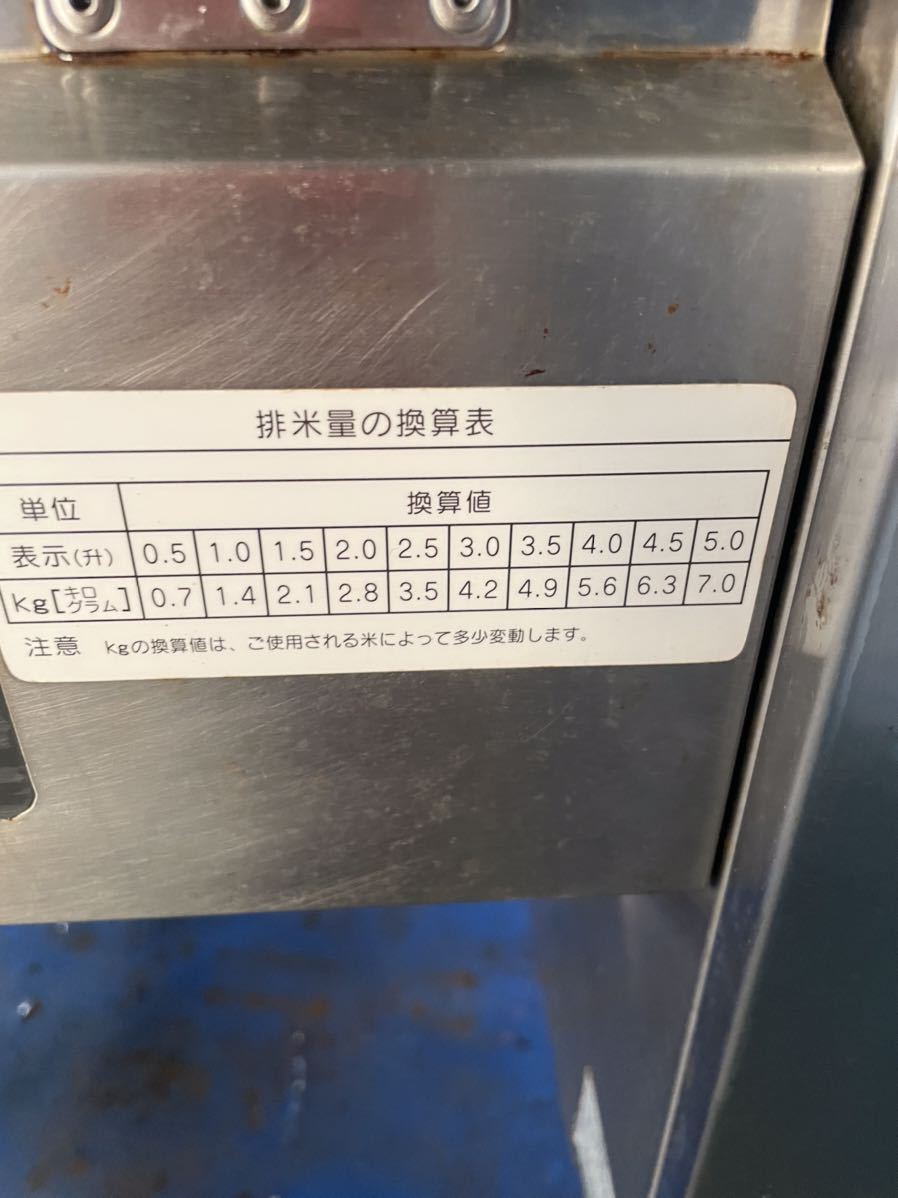 排米量の換算表
単位 換算値
表示(升) 0.5 1.0 1.5 2.0 2.5 3.0 3.5 4.0 4.5 5.0
kg[キログラム] 0.7 1.4 2.1 2.8 3.5 4.2 4.9 5.6 6.3 7.0
注意 kgの換算値は、ご使用される米によって多少変動します。